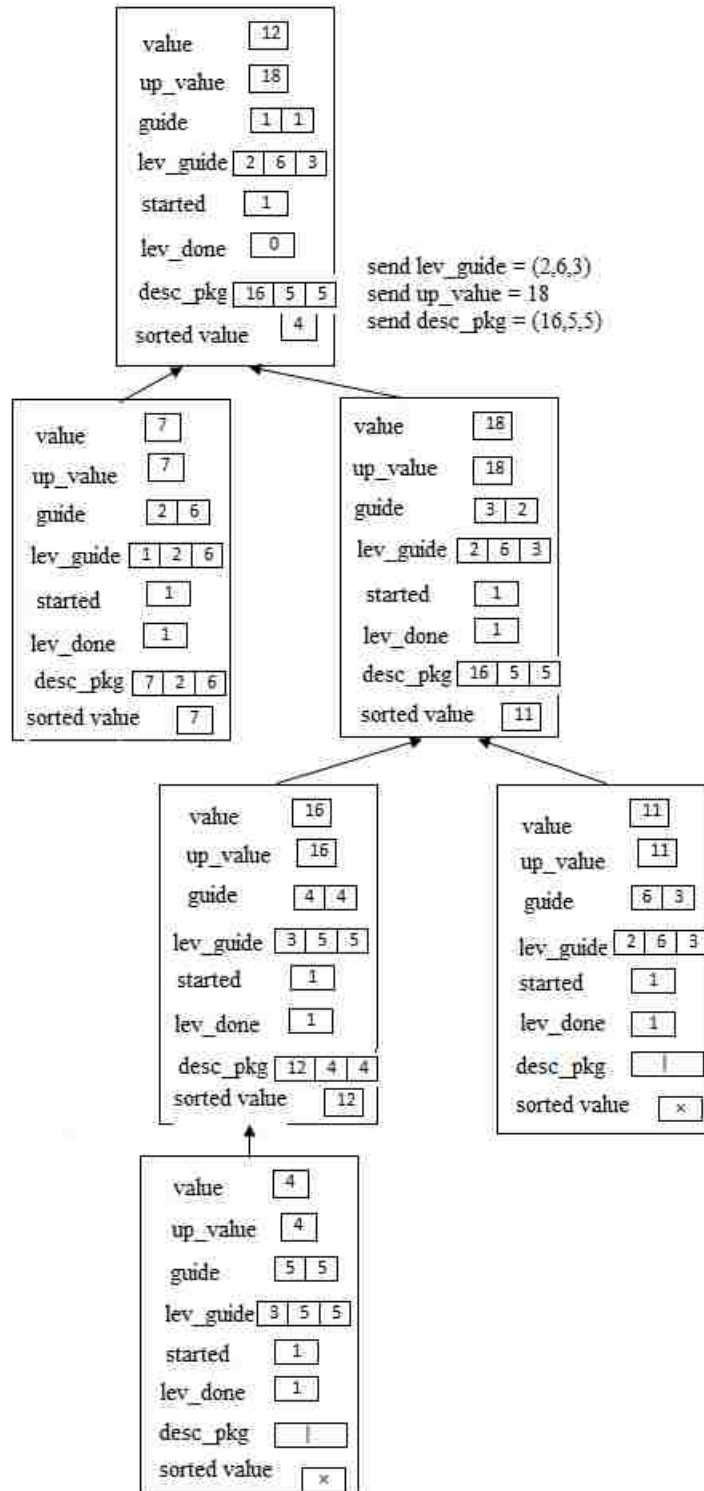 value 12
up_value 18
guide 1 1
lev_guide 2 6 3
started 1
lev_done 0
desc_pkg 16 5 5
sorted value 4
send lev_guide = (2,6,3)
send up_value = 18
send desc_pkg = (16,5,5)
value 7
up_value 7
guide 2 6
lev_guide 1 2 6
started 1
lev_done 1
desc_pkg 7 2 6
sorted value 7
value 18
up_value 18
guide 3 2
lev_guide 2 6 3
started 1
lev_done 1
desc_pkg 16 5 5
sorted value 11
value 16
up_value 16
guide 4 4
lev_guide 3 5 5
started 1
lev_done 1
desc_pkg 12 4 4
sorted value 12
value 11
up_value 11
guide 6 3
lev_guide 2 6 3
started 1
lev_done 1
desc_pkg |
sorted value ×
value 4
up_value 4
guide 5 5
lev_guide 3 5 5
started 1
lev_done 1
desc_pkg |
sorted value ×